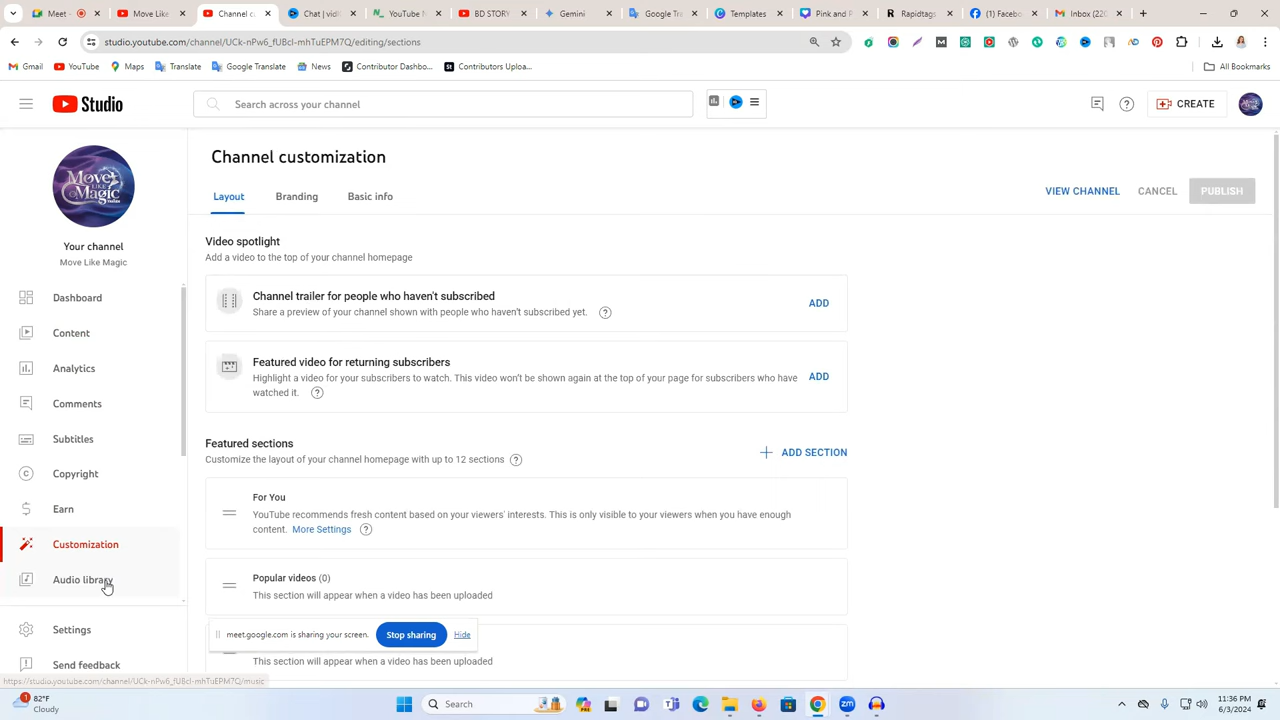 Audio
Chat | vidI
Homepage - N
BD STOR
Gemini
Google Tra
Templates
Pink and
Rapidtags
(1) Faceboo
Inbox (22
studio.youtube.com/channel/UCk-nPw6_fUBcl-mhTuEPM7Q/editing/sections
Gmail
YouTube
Maps
Translate
Google Translate
News
Contributor Dashbo...
Contributors Uploa...
All Bookmarks
Studio
Search across your channel
CREATE
Move
LIKE
Magic
Your channel
Move Like Magic
Dashboard
Content
Analytics
Comments
Subtitles
Copyright
Earn
Customization
Audio library
Settings
Send feedback
Channel customization
Layout
Branding
Basic info
VIEW CHANNEL
CANCEL
PUBLISH
Video spotlight
Add a video to the top of your channel homepage
Channel trailer for people who haven't subscribed
Share a preview of your channel shown with people who haven't subscribed yet.
ADD
Featured video for returning subscribers
Highlight a video for your subscribers to watch. This video won't be shown again at the top of your page for subscribers who have
watched it.
ADD
Featured sections
Customize the layout of your channel homepage with up to 12 sections
ADD SECTION
For You
YouTube recommends fresh content based on your viewers' interests. This is only visible to your viewers when you have enough
content. More Settings
Popular videos (0)
This section will appear when a video has been uploaded
meet.google.com is sharing your screen.
Stop sharing
Hide
This section will appear when a video has been uploaded
https://studio.youtube.com/channel/UCk-nPw6_fUBcl-mhTuEPM7Q/music
1
82°F
Cloudy
Search
11:36 PM
6/3/2024